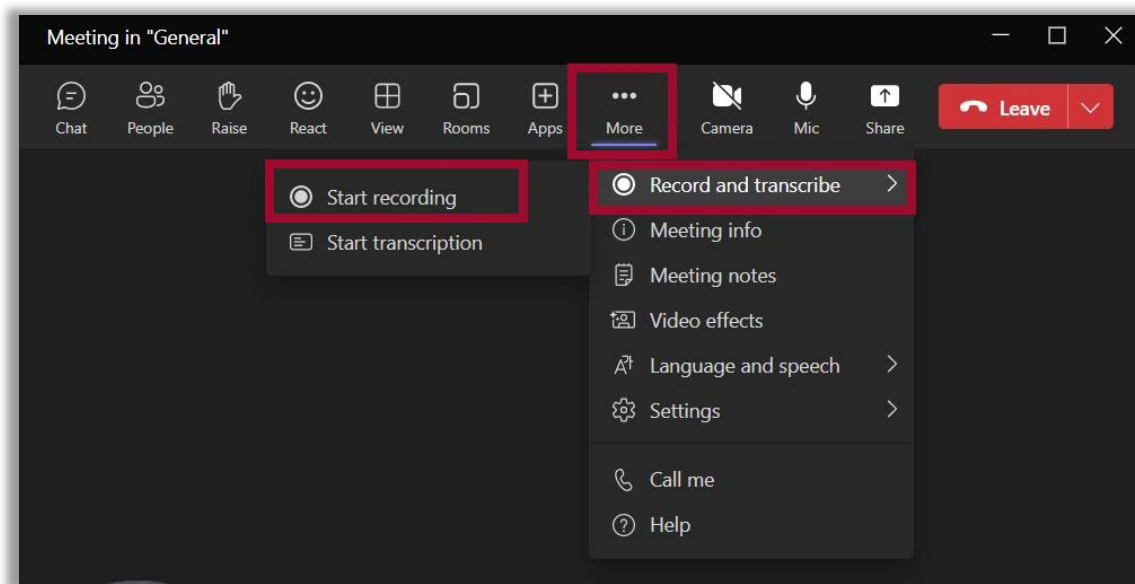 Meeting in "General"
Chat People Raise React View Rooms Apps More Camera Mic Share Leave
Start recording
Start transcription
Record and transcribe
Meeting info
Meeting notes
Video effects
Language and speech
Settings
Call me
Help